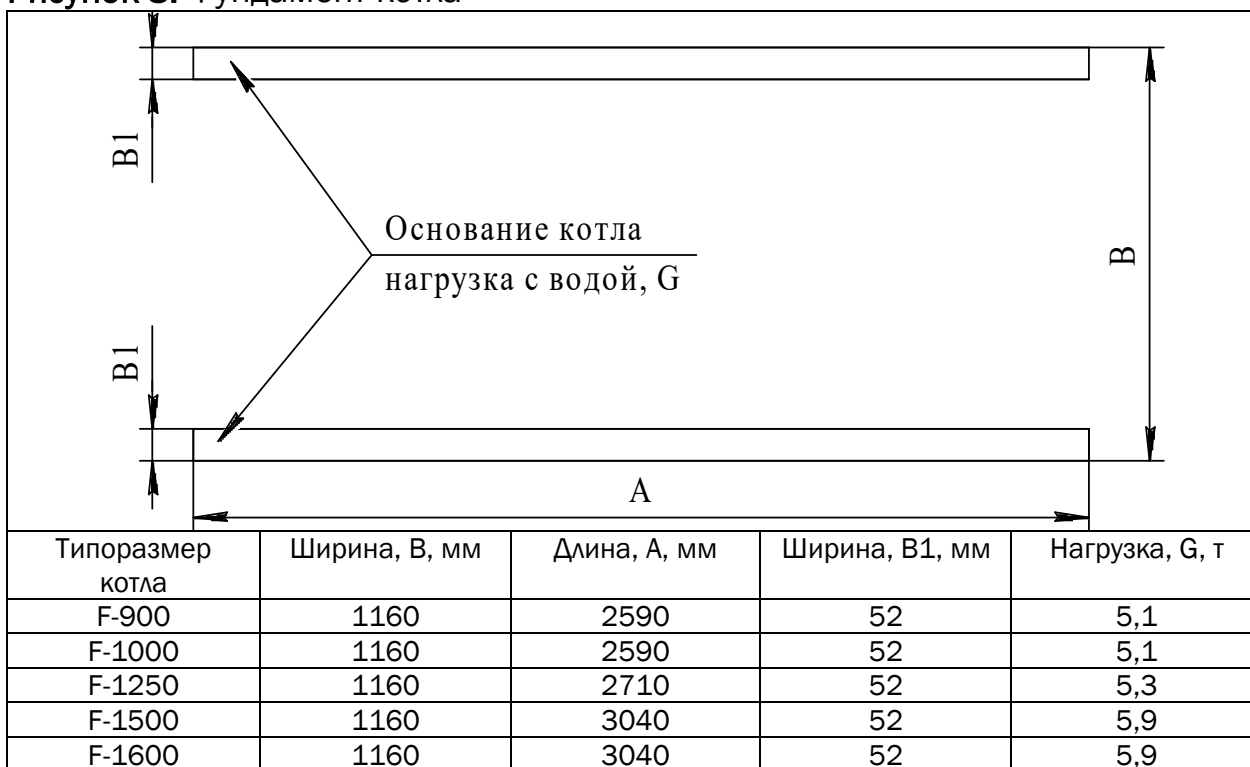 Фундамент котла
B1
Основание котла
нагрузка с водой, G
B
B1
A
Типоразмер котла Ширина, B, мм Длина, A, мм Ширина, B1, мм Нагрузка, G, т
F-900 1160 2590 52 5,1
F-1000 1160 2590 52 5,1
F-1250 1160 2710 52 5,3
F-1500 1160 3040 52 5,9
F-1600 1160 3040 52 5,9